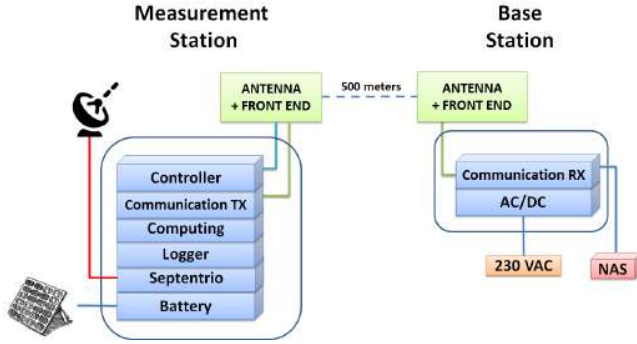 Measurement
Station
Base
Station
ANTENNA
+ FRONT END
500 meters
ANTENNA
+ FRONT END
Controller
Communication TX
Computing
Logger
Septentrio
Battery
Communication RX
AC/DC
230 VAC
NAS